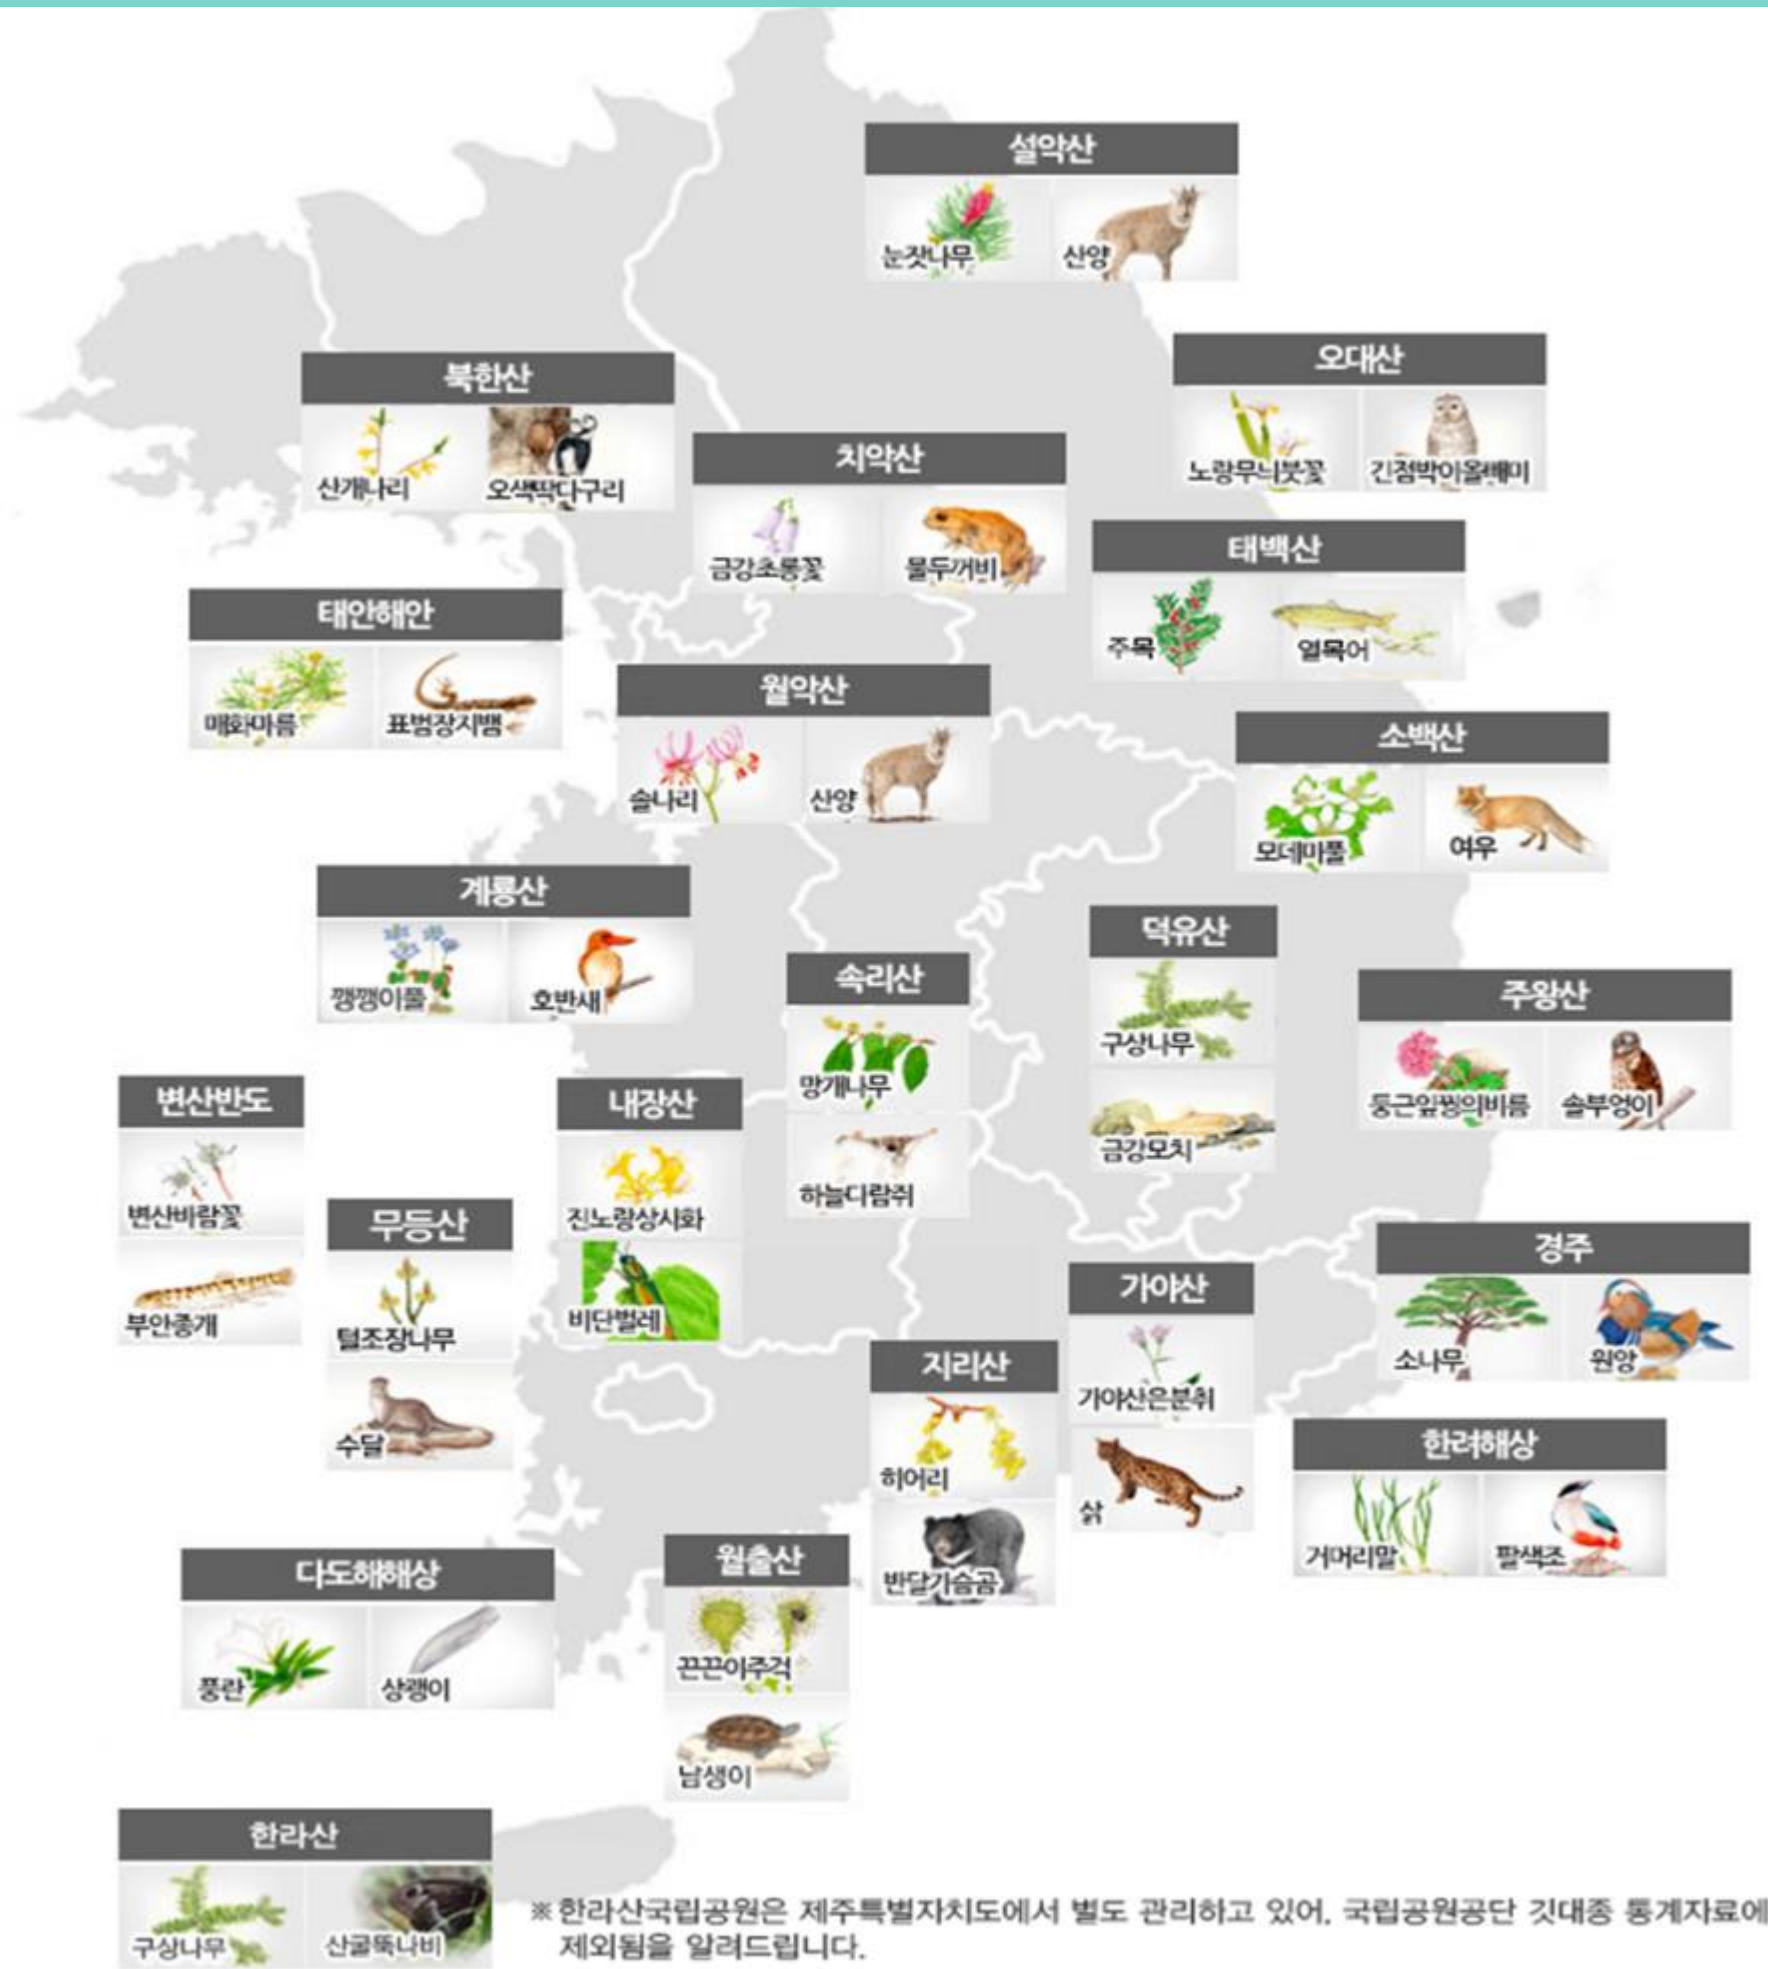 설악산
눈잣나무 산양
오대산
노랑무늬붓꽃 긴점박이올빼미
북한산
산개나리 오색딱다구리
치악산
금강초롱꽃 물두꺼비
태백산
주목 열목어
태안해안
매화마름 표범장지뱀
월악산
솔나리 산양
소백산
모데미풀 여우
계룡산
깽깽이풀 호반새
덕유산
구상나무
금강모치
속리산
망개나무
하늘다람쥐
주왕산
둥근잎꿩의비름 솔부엉이
변산반도
변산바람꽃
부안종개
내장산
진노랑상사화
비단벌레
무등산
털조장나무
수달
경주
소나무 원앙
가야산
가야산은분취
삵
지리산
히어리
반달가슴곰
한려해상
거머리말 팔색조
다도해해상
풍란 상괭이
월출산
끈끈이주걱
남생이
한라산
구상나무 산굴뚝나비
※한라산국립공원은 제주특별자치도에서 별도 관리하고 있어, 국립공원공단 깃대종 통계자료에
제외됨을 알려드립니다.